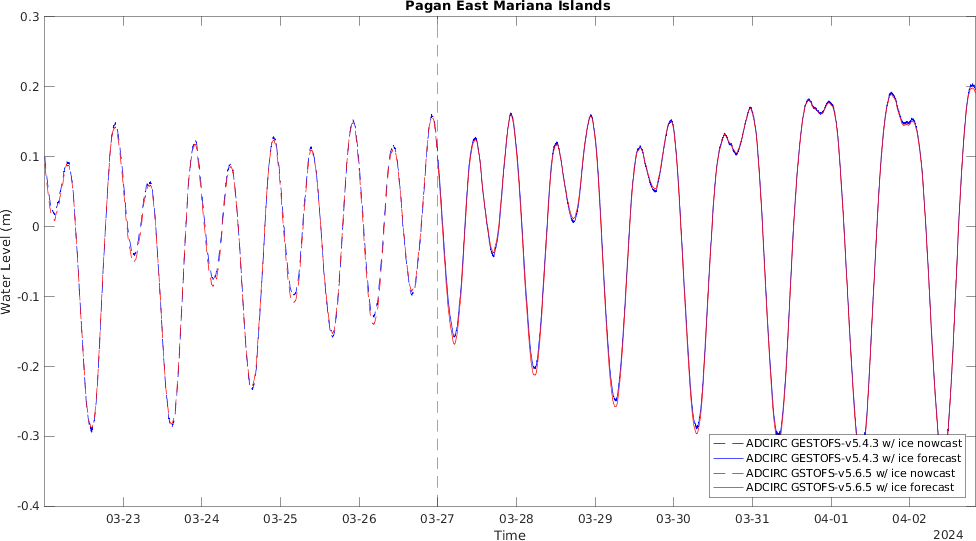 Pagan East Mariana Islands
0.3
0.2
0.1
0
-0.1
-0.2
-0.3
-0.4
Water Level (m)
ADCIRC GESTOFS-v5.4.3 w/ ice nowcast
ADCIRC GESTOFS-v5.4.3 w/ ice forecast
ADCIRC GSTOFS-v5.6.5 w/ ice nowcast
ADCIRC GSTOFS-v5.6.5 w/ ice forecast
03-23 03-24 03-25 03-26 03-27 03-28 03-29 03-30 03-31 04-01 04-02
Time
2024